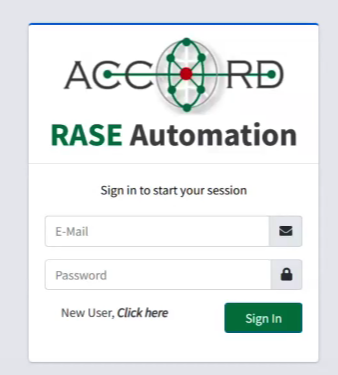 ACCORD
RASE Automation
Sign in to start your session
E-Mail
Password
New User, Click here
Sign In